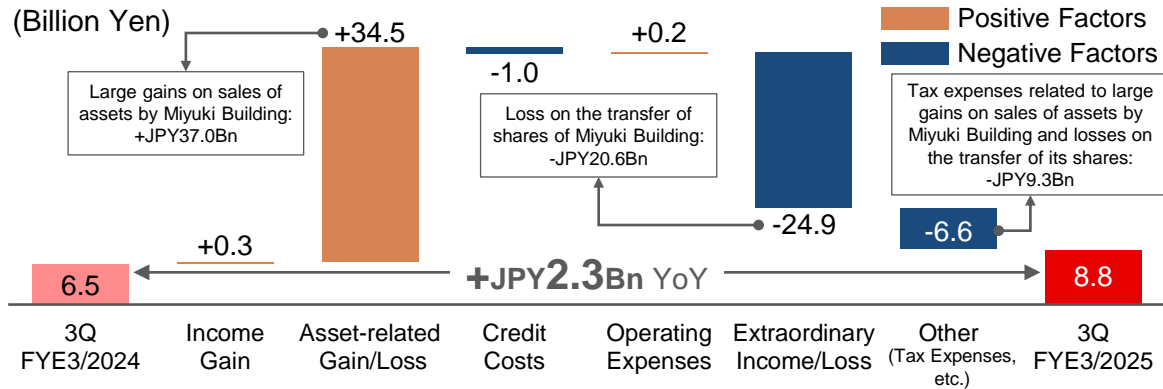 (Billion Yen)
Positive Factors
Negative Factors
+34.5
Large gains on sales of
assets by Miyuki Building:
+JPY37.0Bn
-1.0
+0.2
Loss on the transfer of
shares of Miyuki Building:
-JPY20.6Bn
Tax expenses related to large
gains on sales of assets by
Miyuki Building and losses on
the transfer of its shares:
-JPY9.3Bn
-24.9
-6.6
+0.3
6.5
+JPY2.3Bn YoY
8.8
3Q
FYE3/2024
Income
Gain
Asset-related
Gain/Loss
Credit
Costs
Operating
Expenses
Extraordinary
Income/Loss
Other
(Tax Expenses,
etc.)
3Q
FYE3/2025